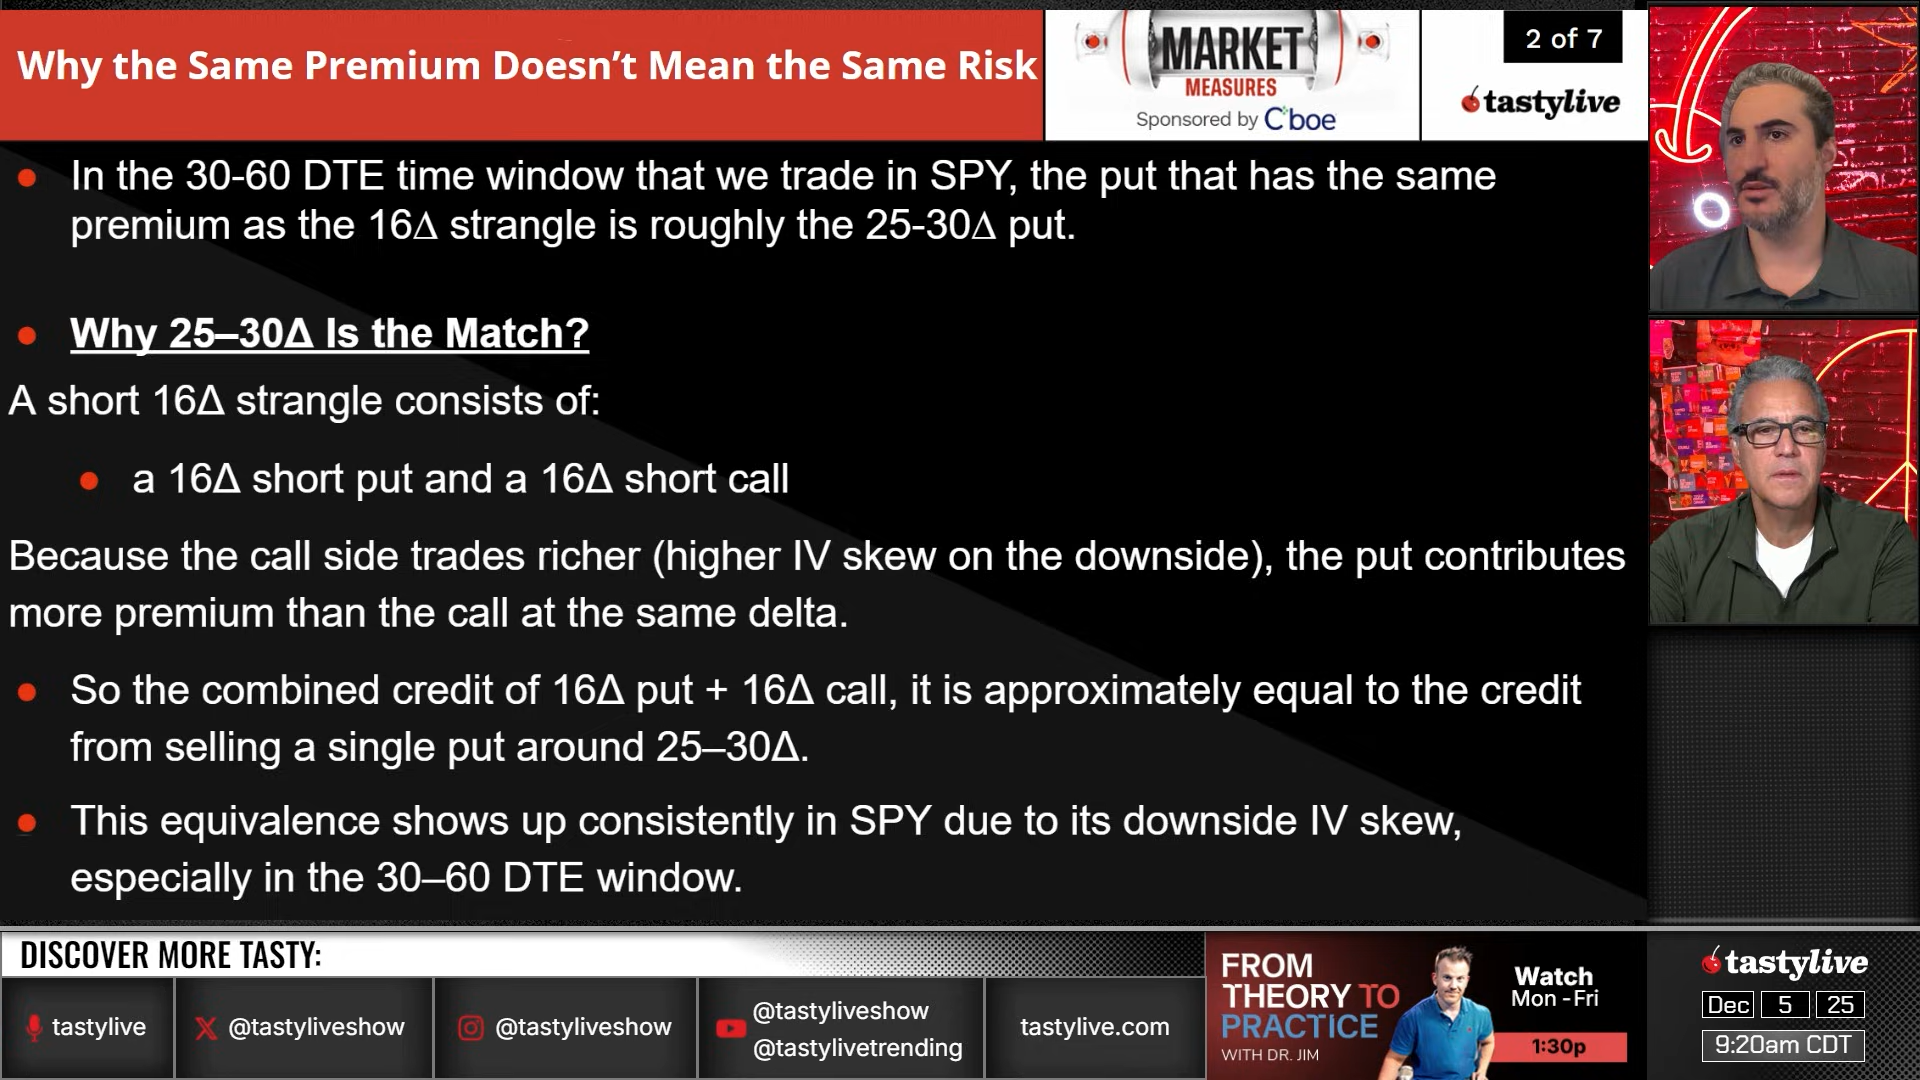 Why the Same Premium Doesn't Mean the Same Risk
MARKET
MEASURES
Sponsored by Cboe
2 of 7
tastylive
In the 30-60 DTE time window that we trade in SPY, the put that has the same
premium as the 16Δ strangle is roughly the 25-30Δ put.
Why 25–30Δ Is the Match?
A short 16Δ strangle consists of:
a 16Δ short put and a 16Δ short call
Because the call side trades richer (higher IV skew on the downside), the put contributes
more premium than the call at the same delta.
So the combined credit of 16Δ put + 16Δ call, it is approximately equal to the credit
from selling a single put around 25–30Δ.
This equivalence shows up consistently in SPY due to its downside IV skew,
especially in the 30–60 DTE window.
DISCOVER MORE TASTY:
tastylive
@tastyliveshow
@tastyliveshow
@tastyliveshow
@tastylivetrending
tastylive.com
FROM
THEORY TO
PRACTICE
WITH DR. JIM
Watch
Mon - Fri
1:30p
tastylive
Dec 5 25
9:20am CDT